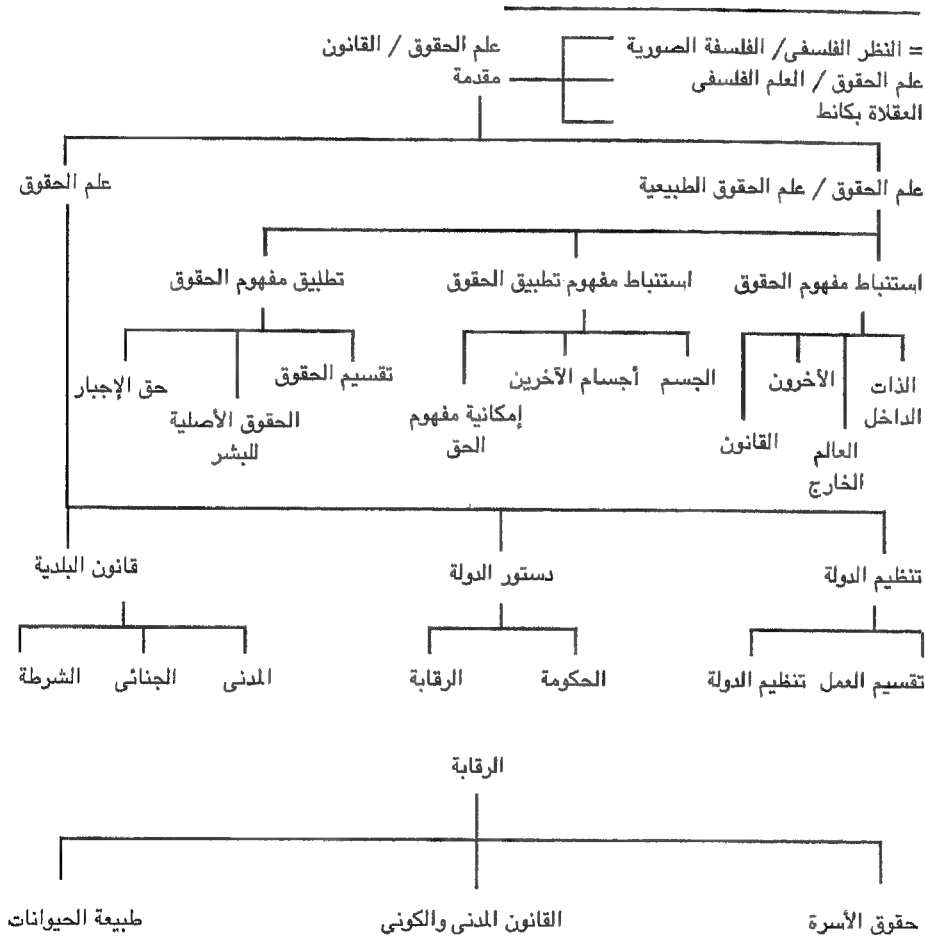 = النظر الفلسفى/ الفلسفة الصورية
علم الحقوق / العلم الفلسفى
العقلاة بكانط
علم الحقوق / القانون
مقدمة
علم الحقوق / علم الحقوق الطبيعية
علم الحقوق
استنباط مفهوم الحقوق
استنباط مفهوم تطبيق الحقوق
تطبيق مفهوم الحقوق
الذات
الداخل
العالم
الخارج
الأخرون
القانون
الجسم
أجسام الآخرين
إمكانية مفهوم
الحق
تقسيم الحقوق
الحقوق الأصلية
للبشر
حق الإجبار
تنظيم الدولة
دستور الدولة
قانون البلدية
تقسيم العمل
تنظيم الدولة
الحكومة
الرقابة
المدنى
الجنائى
الشرطة
الرقابة
حقوق الأسرة
القانون المدنى والكونى
طبيعة الحيوانات